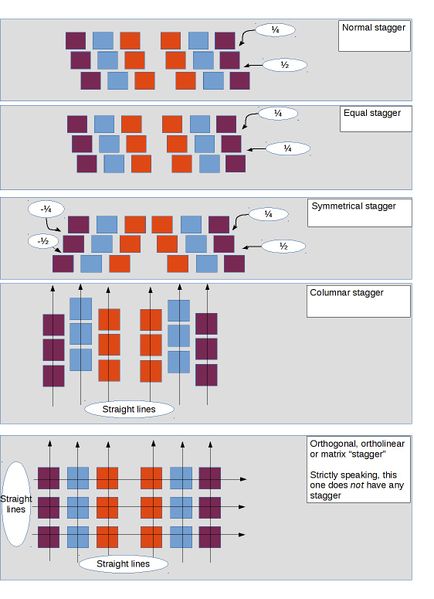 Normal stagger
¼
½
Equal stagger
¼
¼
Symmetrical stagger
-¼
¼
-½
½
Columnar stagger
Straight lines
Orthogonal, ortholinear
or matrix “stagger”
Strictly speaking, this
one does not have any
stagger
Straight
lines
Straight lines